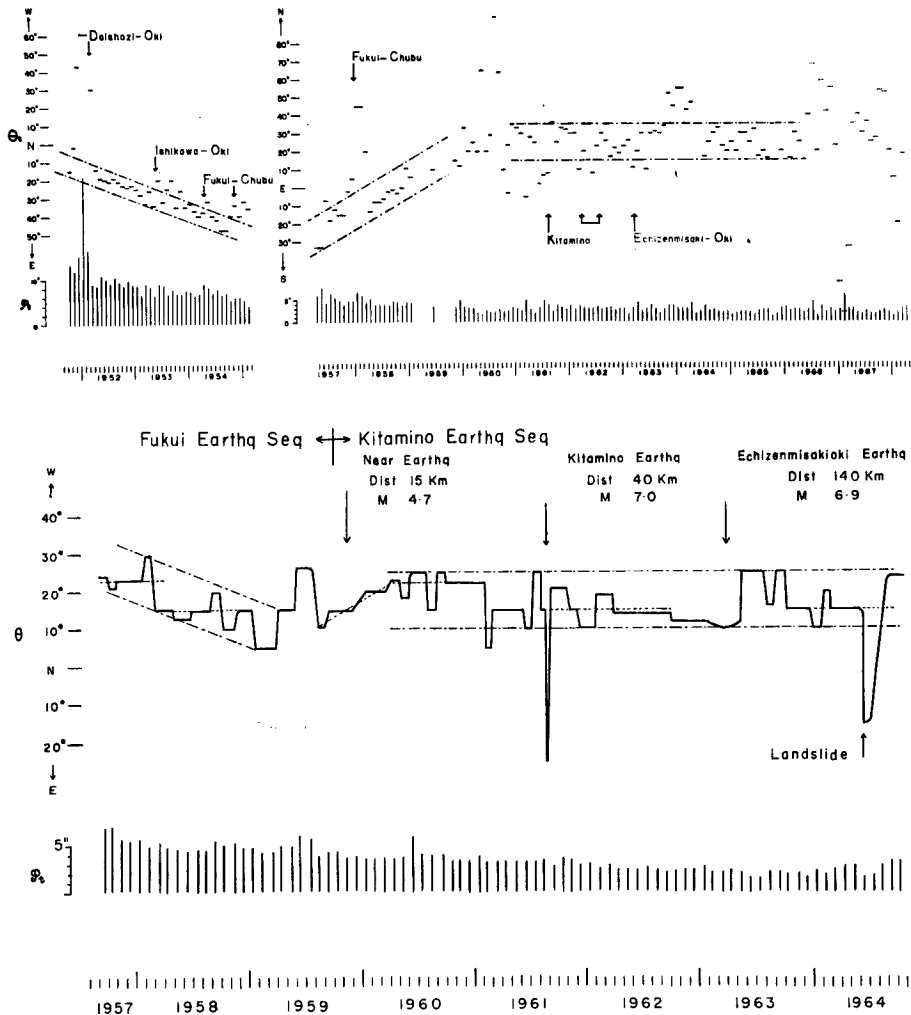 W
60°
50°
40°
30°
20°
10°
N
10°
20°
30°
40°
50°
E
10"
0
Daishozi-Oki
Ishikawa-Oki
Fukui-Chubu
1952 1953 1954
N
80°
70°
60°
50°
40°
30°
20°
10°
E
10°
20°
30°
S
5"
0
Fukui-Chubu
Kitamino
Echizenmisaki-Oki
1957 1958 1959 1960 1961 1962 1963 1964 1965 1966 1967
Fukui Earthq Seq
Kitamino Earthq Seq
Near Earthq
Dist 15 Km
M 4·7
Kitamino Earthq
Dist 40 Km
M 7·0
Echizenmisakioki Earthq
Dist 140 Km
M 6·9
W
40°
30°
20°
10°
N
10°
20°
E
θ
Landslide
5"
1957 1958 1959 1960 1961 1962 1963 1964